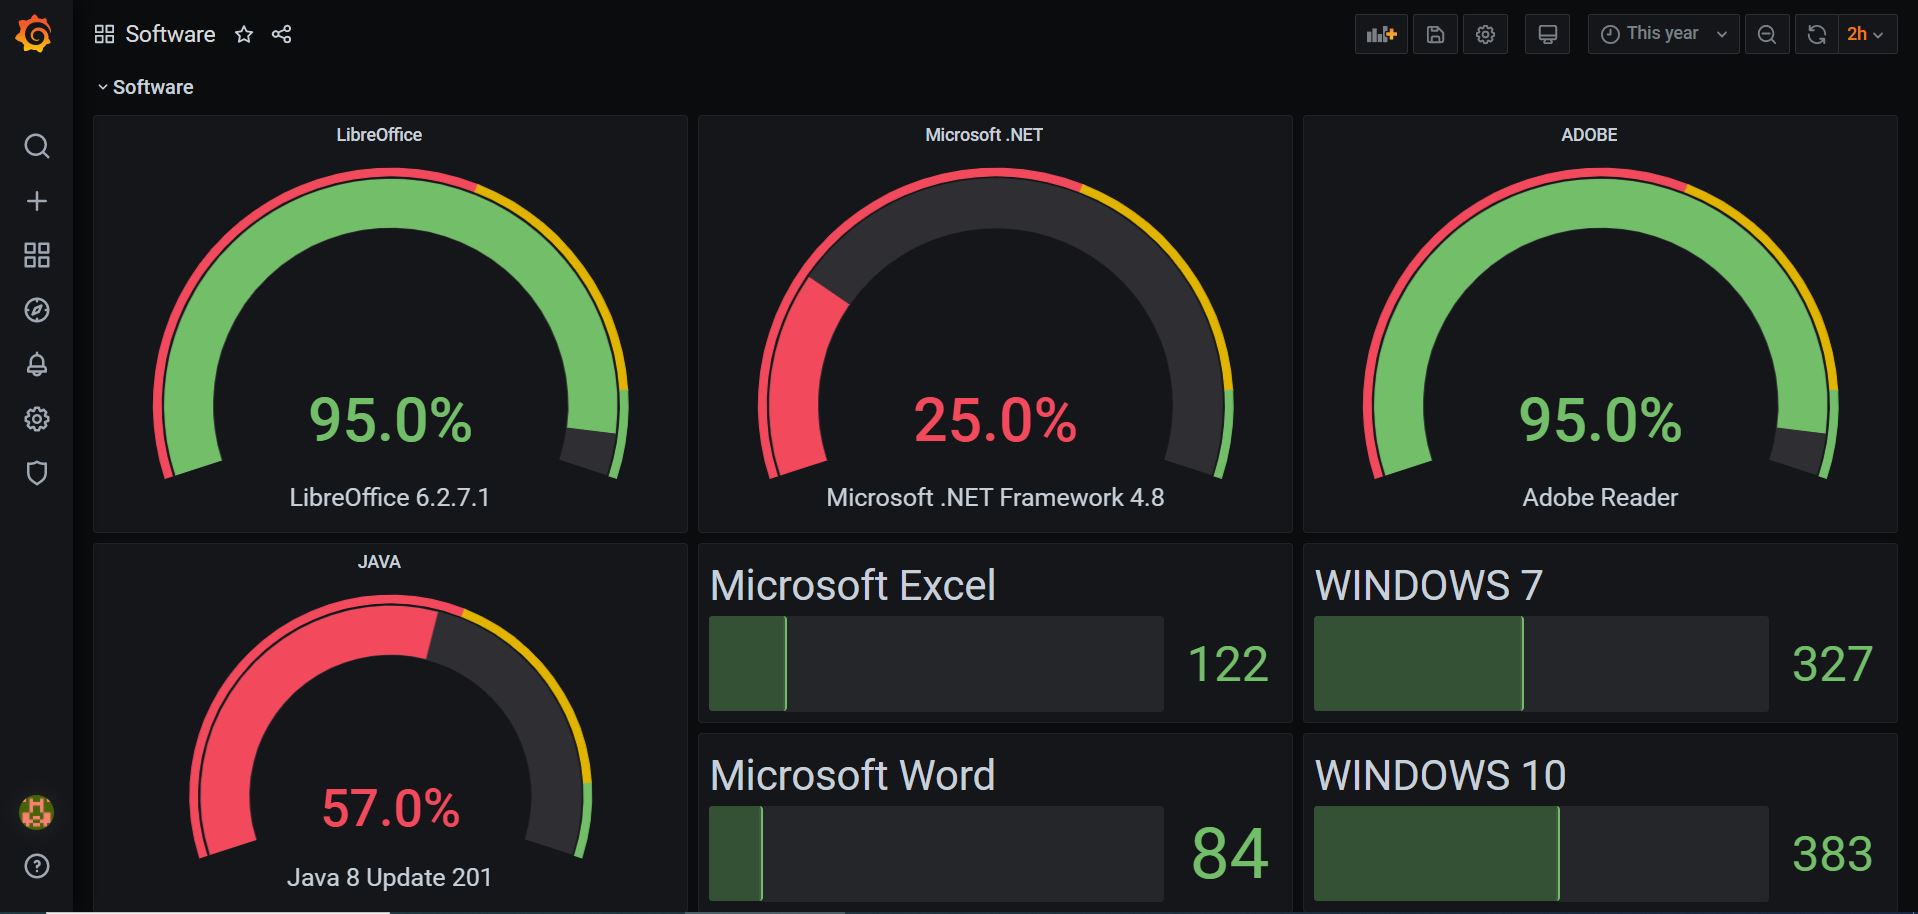 Software
This year
2h
Software
LibreOffice
95.0%
LibreOffice 6.2.7.1
Microsoft .NET
25.0%
Microsoft .NET Framework 4.8
ADOBE
95.0%
Adobe Reader
JAVA
57.0%
Java 8 Update 201
Microsoft Excel
122
WINDOWS 7
327
Microsoft Word
84
WINDOWS 10
383